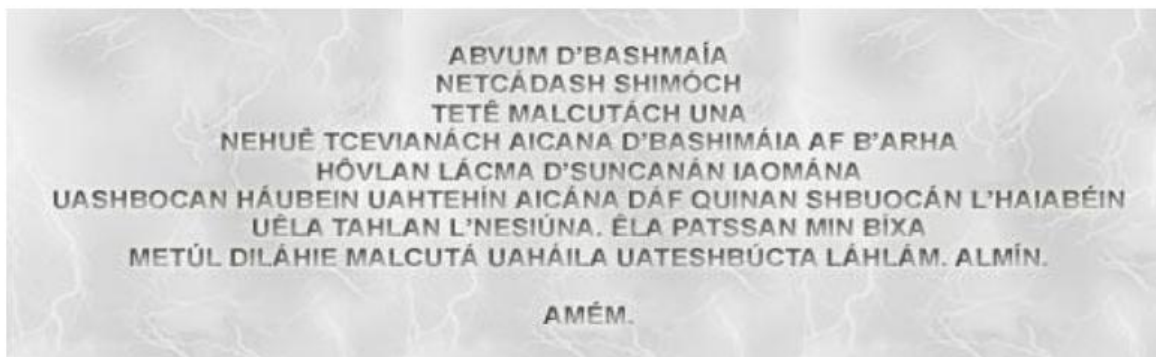 ABVUM D'BASHMAÍA
NETCÁDASH SHIMÓCH
TETÊ MALCUTÁCH UNA
NEHUÊ TCEVIANÁCH AICANA D'BASHIMÁIA AF B'ARHA
HÔVLAN LÁCMA D'SUNCANÁN IAOMÁNA
UASHBOCAN HÁUBEIN UAHTEHÍN AICÁNA DÁF QUINAN SHBUOCÁN L'HAIABÉIN
UÊLA TAHLAN L'NESIÚNA. ÊLA PATSSAN MIN BÍXA
METÚL DILÁHIE MALCUTÁ UAHÁILA UATESHBÚCTA LÁHLÁM. ALMÍN.
AMÉM.